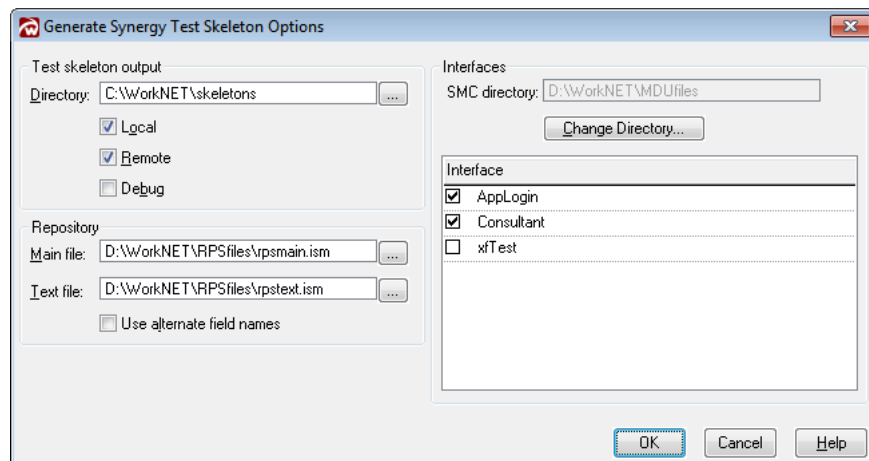 Generate Synergy Test Skeleton Options
Test skeleton output
Directory: C:\WorkNET\skeletons ...
Local
Remote
Debug
Repository
Main file: D:\WorkNET\RPSfiles\rpsmain.ism ...
Text file: D:\WorkNET\RPSfiles\rpstext.ism ...
Use alternate field names
Interfaces
SMC directory: D:\WorkNET\MDUfiles
Change Directory...
Interface
AppLogin
Consultant
xfTest
OK Cancel Help